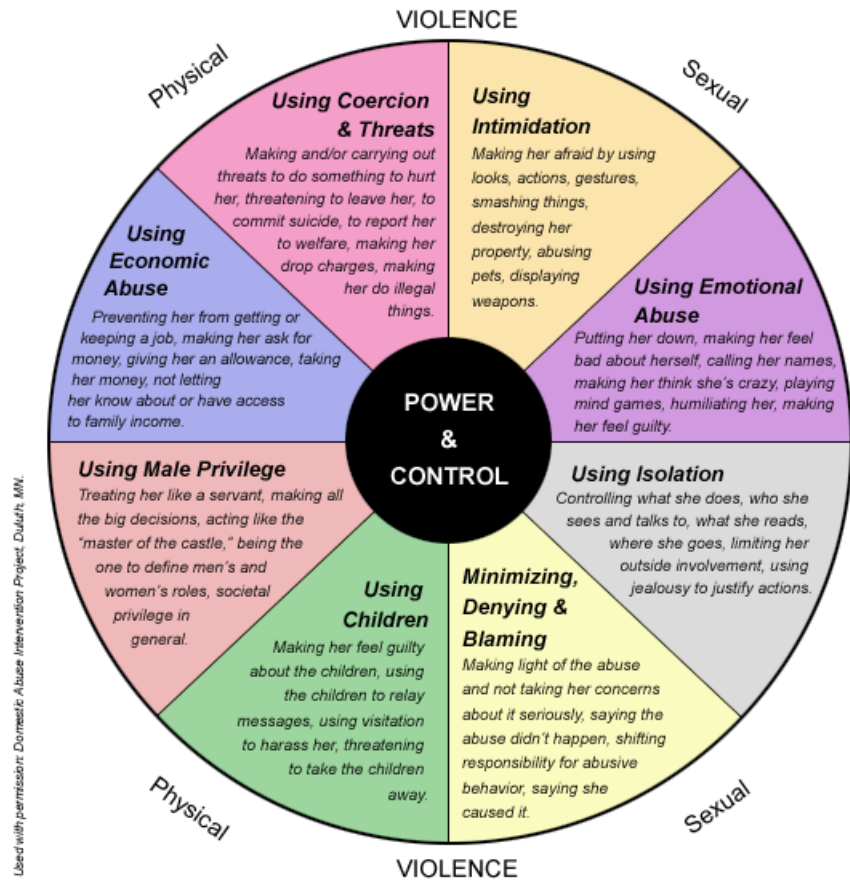 VIOLENCE
Physical
Sexual
Using Coercion
& Threats
Making and/or carrying out
threats to do something to hurt
her, threatening to leave her, to
commit suicide, to report her
to welfare, making her
drop charges, making
her do illegal
things.
Using
Intimidation
Making her afraid by using
looks, actions, gestures,
smashing things,
destroying her
property, abusing
pets, displaying
weapons.
Using
Economic
Abuse
Preventing her from getting or
keeping a job, making her ask for
money, giving her an allowance, taking
her money, not letting
her know about or have access
to family income.
Using Emotional
Abuse
Putting her down, making her feel
bad about herself, calling her names,
making her think she's crazy, playing
mind games, humiliating her, making
her feel guilty.
POWER
&
CONTROL
Using Male Privilege
Treating her like a servant, making all
the big decisions, acting like the
“master of the castle,” being the
one to define men's and
women's roles, societal
privilege in
general.
Using Isolation
Controlling what she does, who she
sees and talks to, what she reads,
where she goes, limiting her
outside involvement, using
jealousy to justify actions.
Using
Children
Making her feel guilty
about the children, using
the children to relay
messages, using visitation
to harass her, threatening
to take the children
away.
Minimizing,
Denying &
Blaming
Making light of the abuse
and not taking her concerns
about it seriously, saying the
abuse didn't happen, shifting
responsibility for abusive
behavior, saying she
caused it.
Physical
Sexual
VIOLENCE
Used with permission: Domestic Abuse Intervention Project, Duluth, MN.